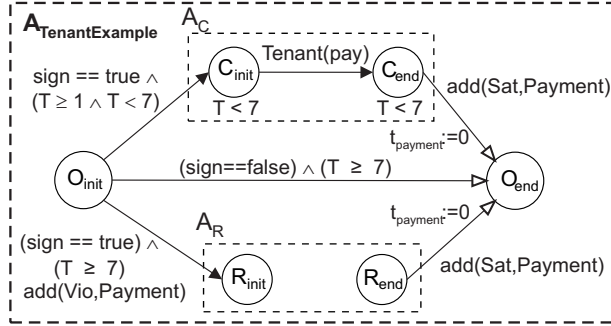 A_TenantExample
A_C
C_init
Tenant(pay)
C_end
T < 7
T < 7
sign == true ∧
(T ≥ 1 ∧ T < 7)
add(Sat,Payment)
t_payment:=0
O_init
(sign==false) ∧ (T ≥ 7)
O_end
t_payment:=0
(sign == true) ∧
(T ≥ 7)
add(Vio,Payment)
A_R
R_init
R_end
add(Sat,Payment)